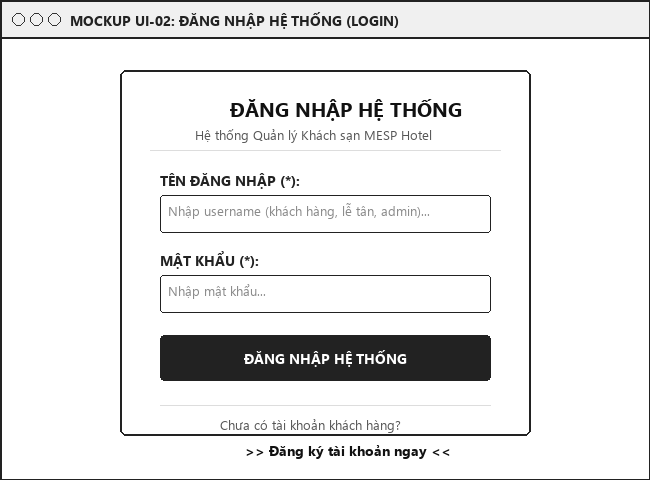 MOCKUP UI-02: ĐĂNG NHẬP HỆ THỐNG (LOGIN)
ĐĂNG NHẬP HỆ THỐNG
Hệ thống Quản lý Khách sạn MESP Hotel
TÊN ĐĂNG NHẬP (*):
Nhập username (khách hàng, lễ tân, admin)...
MẬT KHẨU (*):
Nhập mật khẩu...
ĐĂNG NHẬP HỆ THỐNG
Chưa có tài khoản khách hàng?
>> Đăng ký tài khoản ngay <<